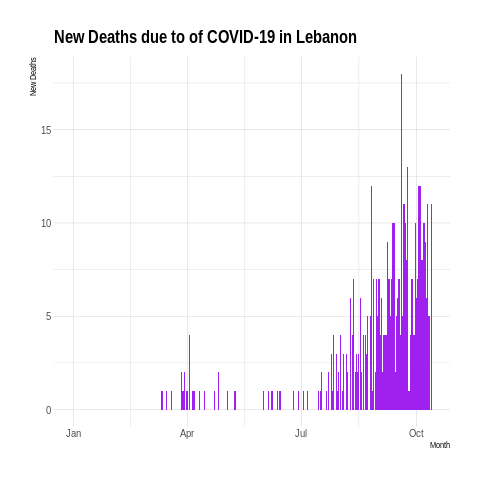 New Deaths due to of COVID-19 in Lebanon
New Deaths
15
10
5
0
Jan
Apr
Jul
Oct
Month